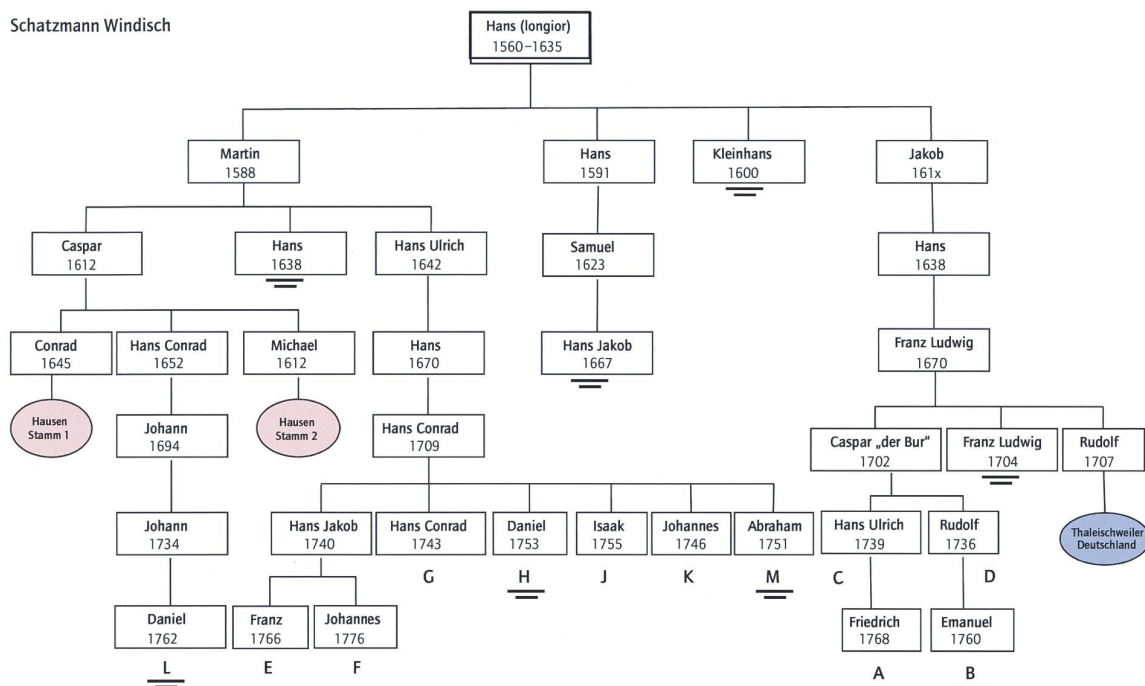 Schatzmann Windisch
Hans (longior)
1560–1635
Martin
1588
Hans
1591
Kleinhans
1600
Jakob
161x
Caspar
1612
Hans
1638
Hans Ulrich
1642
Samuel
1623
Hans
1638
Conrad
1645
Hans Conrad
1652
Michael
1612
Hans
1670
Hans Jakob
1667
Franz Ludwig
1670
Hausen
Stamm 1
Johann
1694
Hausen
Stamm 2
Hans Conrad
1709
Caspar „der Bur“
1702
Franz Ludwig
1704
Rudolf
1707
Johann
1734
Hans Jakob
1740
Hans Conrad
1743
Daniel
1753
Isaak
1755
Johannes
1746
Abraham
1751
Hans Ulrich
1739
Rudolf
1736
Thaleischweiler
Deutschland
G
H
J
K
M
C
D
Daniel
1762
Franz
1766
Johannes
1776
Friedrich
1768
Emanuel
1760
L
E
F
A
B